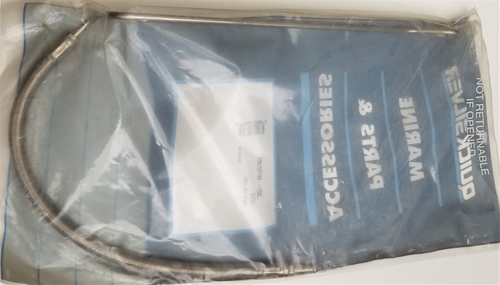 NOT RETURNABLE
IF OPENED
QUICKSILVER
MARINE
PARTS &
ACCESSORIES